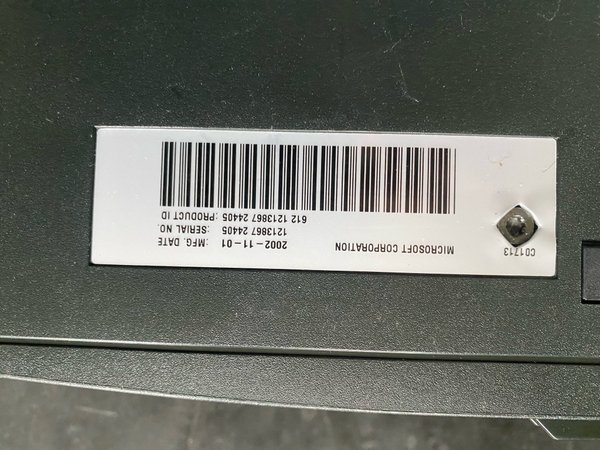 C01713
MICROSOFT CORPORATION
2002-11-01 :MFG. DATE
1213867 24405 :SERIAL NO.
612 1213867 24405 :PRODUCT ID